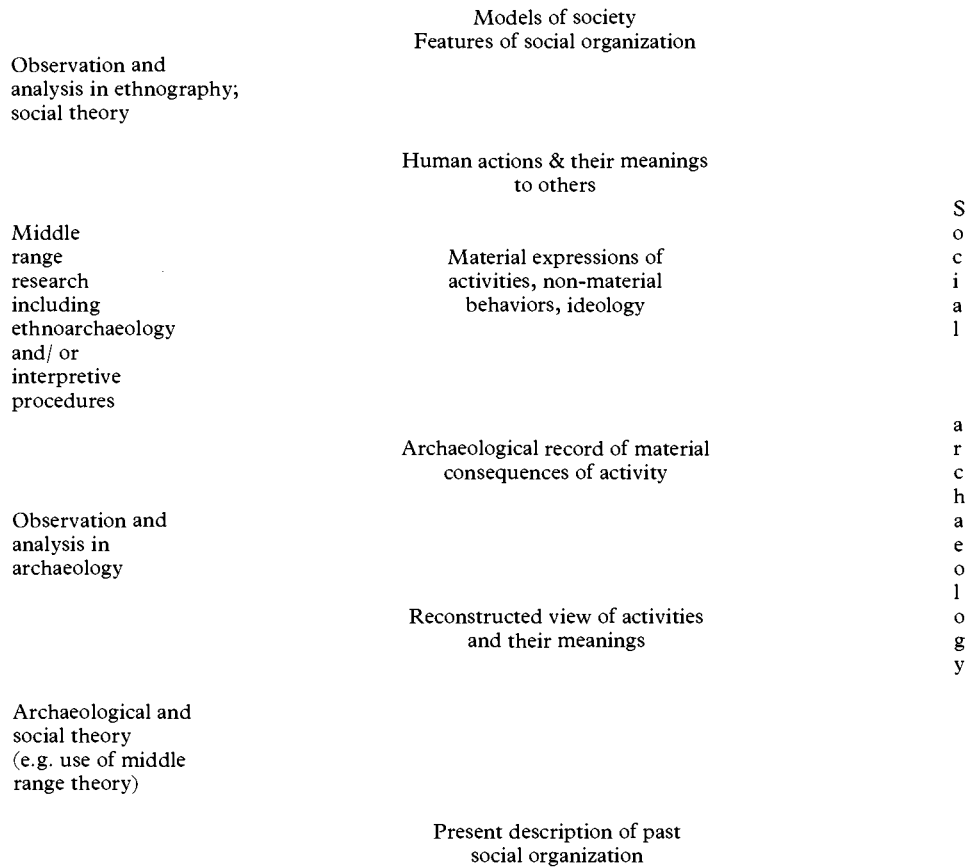 Models of society
Features of social organization
Observation and
analysis in ethnography;
social theory
Human actions & their meanings
to others
Middle
range
research
including
ethnoarchaeology
and/ or
interpretive
procedures
Material expressions of
activities, non-material
behaviors, ideology
Archaeological record of material
consequences of activity
Observation and
analysis in
archaeology
Reconstructed view of activities
and their meanings
Archaeological and
social theory
(e.g. use of middle
range theory)
Present description of past
social organization
S
o
c
i
a
l
a
r
c
h
a
e
o
l
o
g
y